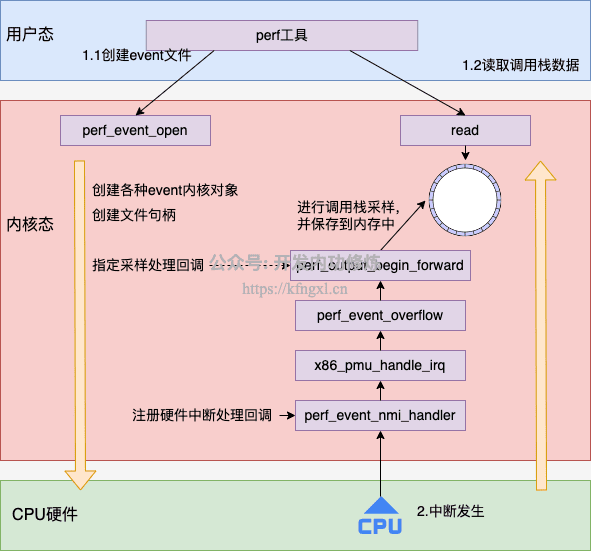 用户态
perf工具
1.1创建event文件
1.2读取调用栈数据
perf_event_open
read
创建各种event内核对象
创建文件句柄
进行调用栈采样，
并保存到内存中
内核态
公众号: 开发内功修炼
指定采样处理回调
perf_output_begin_forward
https://kfngxl.cn
perf_event_overflow
x86_pmu_handle_irq
注册硬件中断处理回调
perf_event_nmi_handler
CPU硬件
CPU
2.中断发生